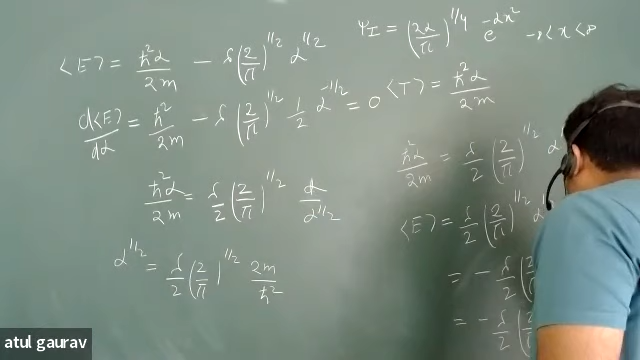 ⟨E⟩ = ħ²α/2m − λ(2/π)^1/2 α^1/2
d⟨E⟩/dα = ħ²/2m − λ(2/π)^1/2 1/2 α^-1/2 = 0
ħ²α/2m = λ/2 (2/π)^1/2 α/α^1/2
α^1/2 = λ/2 (2/π)^1/2 2m/ħ²
ψ_I = (2α/π)^1/4 e^-αx² -∞<x<∞
⟨T⟩ = ħ²α/2m
ħ²α/2m = λ/2 (2/π)^1/2
⟨E⟩ = λ/2 (2/π)^1/2
= − λ/2 (2
= − λ/2 (2
atul gaurav